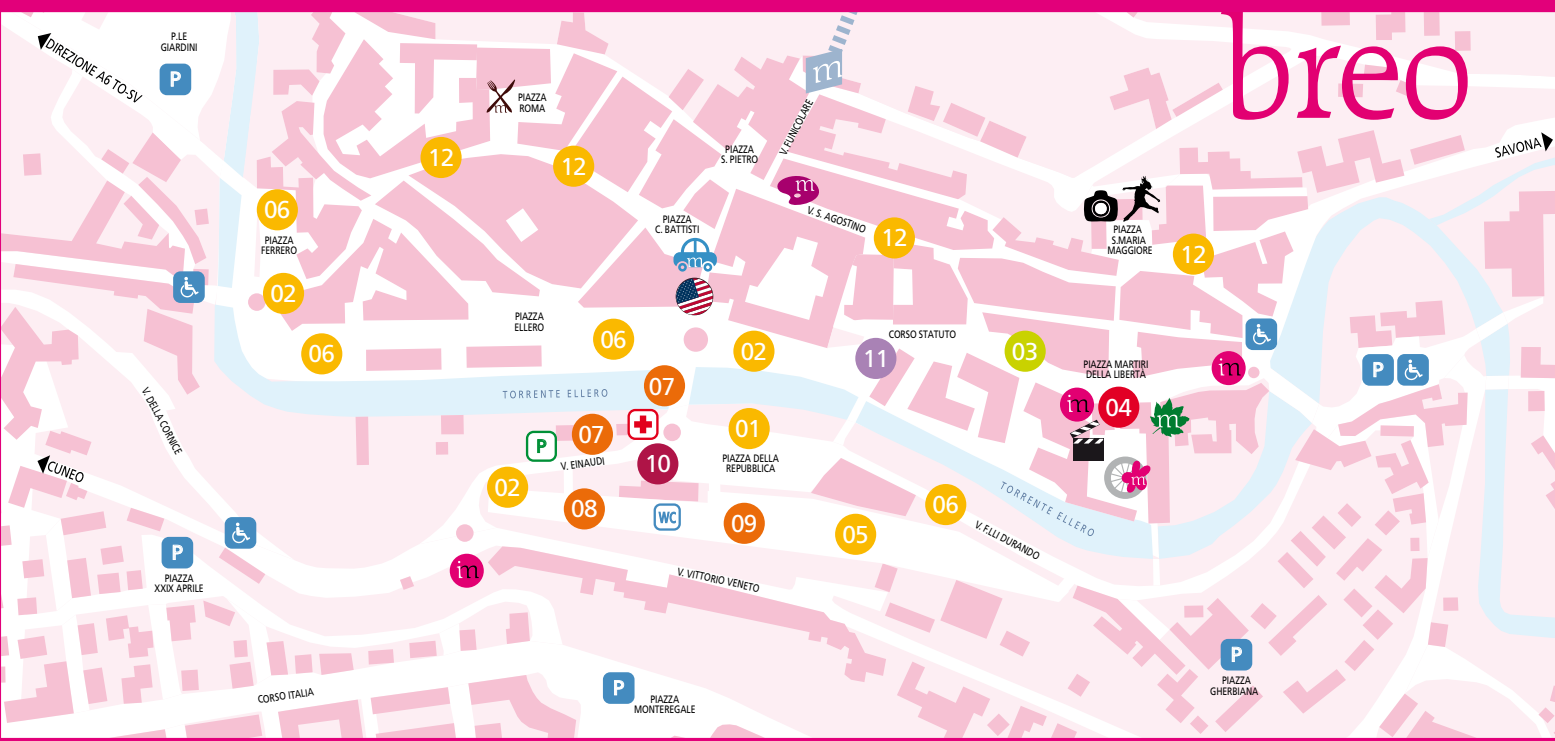 breo
P.LE
GIARDINI
P
DIREZIONE A6 TO-SV
m
PIAZZA
ROMA
m
V. FUNICOLARE
PIAZZA
S. PIETRO
SAVONA
12
12
m
V. S. AGOSTINO
12
06
PIAZZA
FERRERO
PIAZZA
C. BATTISTI
m
PIAZZA
S.MARIA
MAGGIORE
12
02
PIAZZA
ELLERO
06
06
02
11
CORSO STATUTO
03
PIAZZA MARTIRI
DELLA LIBERTÀ
im
P
TORRENTE ELLERO
07
im
04
m
V. DELLA CORNICE
P
07
01
PIAZZA DELLA
REPUBBLICA
V. EINAUDI
10
m
CUNEO
02
08
WC
09
05
06
TORRENTE ELLERO
V. F.LLI DURANDO
P
PIAZZA
XXIX APRILE
im
V. VITTORIO VENETO
P
PIAZZA
GHERBIANA
CORSO ITALIA
P
PIAZZA
MONTEREGALE